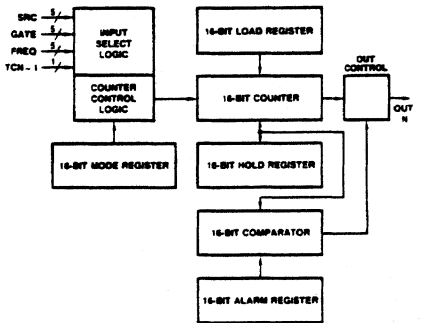 SRC 5
GATE 5
FREQ 5
TCN - 1 1
INPUT
SELECT
LOGIC
COUNTER
CONTROL
LOGIC
16-BIT MODE REGISTER
16-BIT LOAD REGISTER
16-BIT COUNTER
16-BIT HOLD REGISTER
16-BIT COMPARATOR
16-BIT ALARM REGISTER
OUT
CONTROL
OUT
N